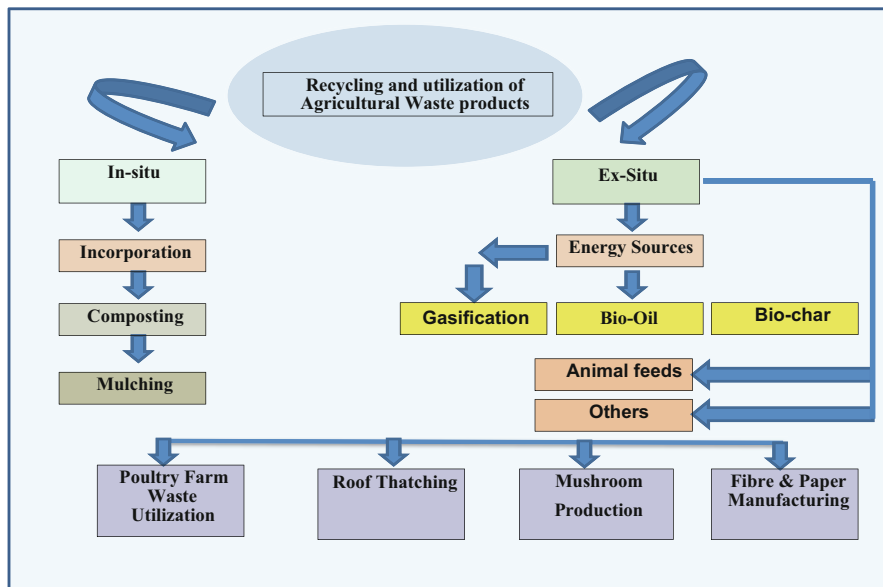 Recycling and utilization of
Agricultural Waste products
In-situ
Ex-Situ
Incorporation
Energy Sources
Composting
Gasification
Bio-Oil
Bio-char
Mulching
Animal feeds
Others
Poultry Farm
Waste
Utilization
Roof Thatching
Mushroom
Production
Fibre & Paper
Manufacturing